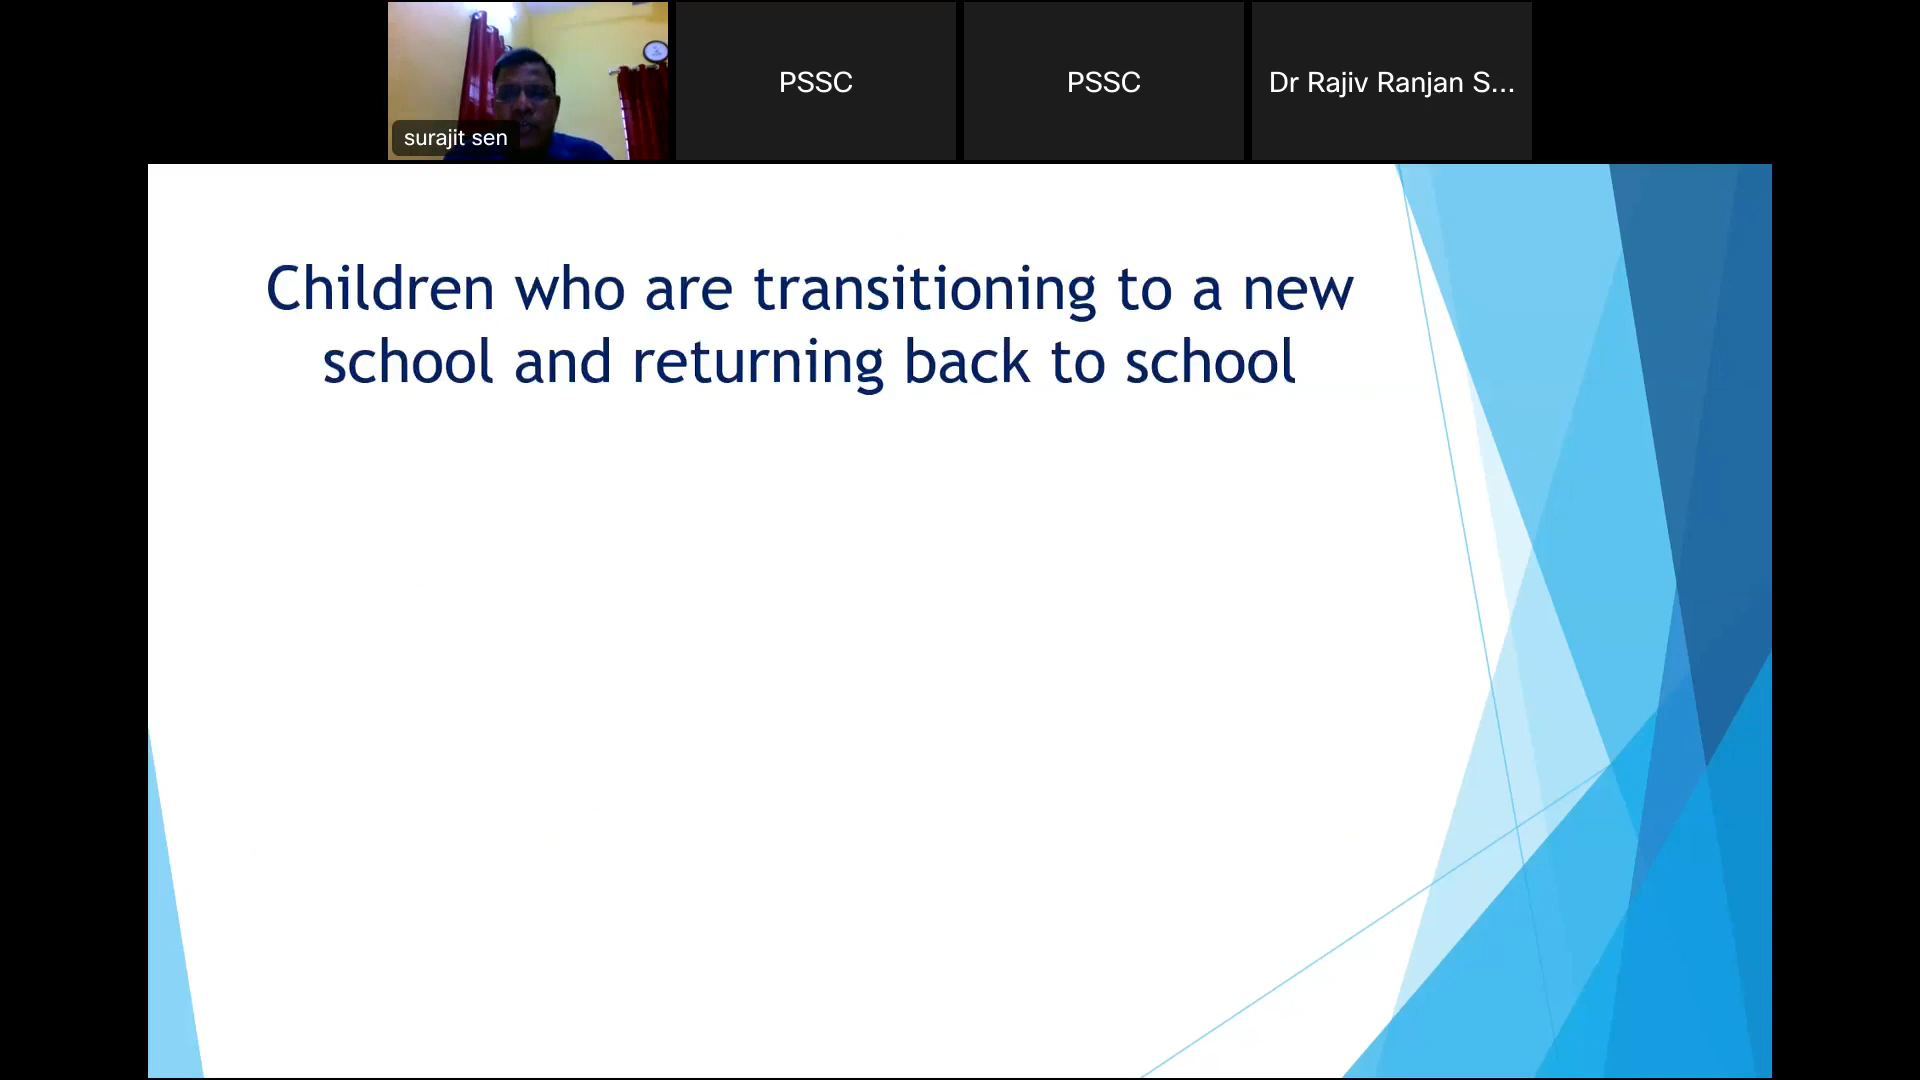 surajit sen
PSSC
PSSC
Dr Rajiv Ranjan S...
Children who are transitioning to a new
school and returning back to school